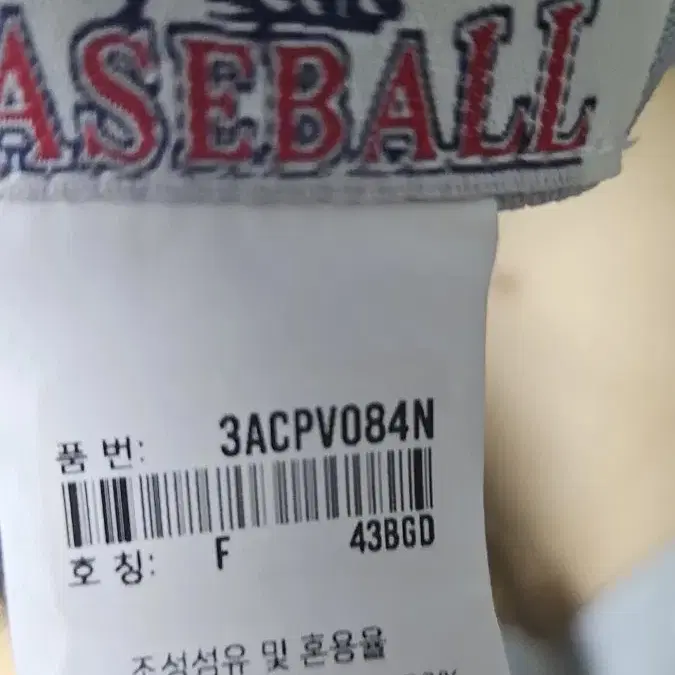 ASEBALL
품 번: 3ACPV084N
호 칭: F 43BGD
조성섬유 및 혼용율